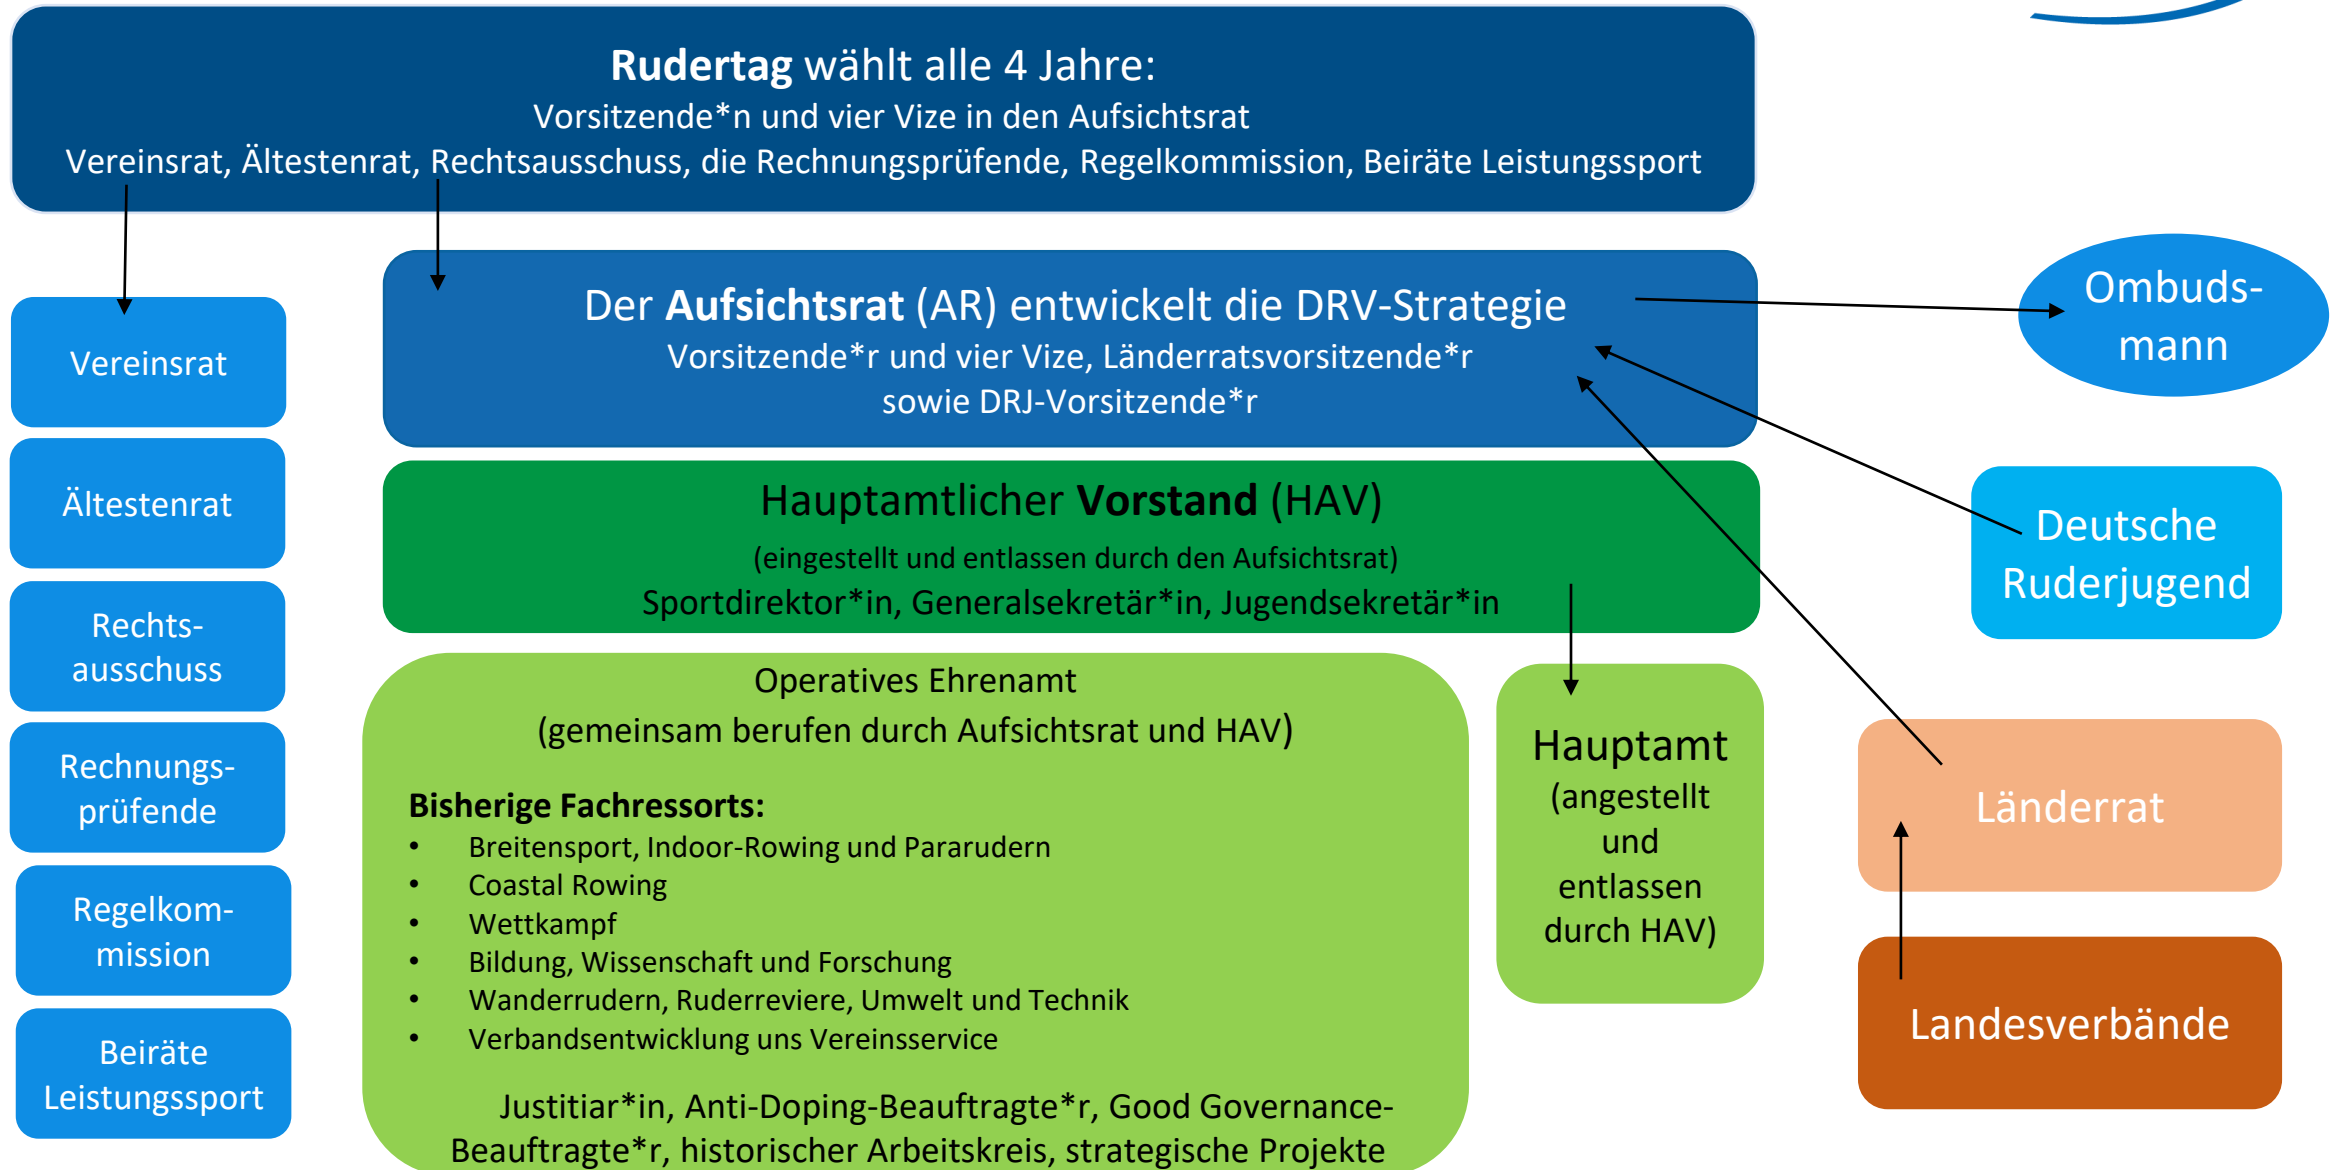 Rudertag wählt alle 4 Jahre:
Vorsitzende*n und vier Vize in den Aufsichtsrat
Vereinsrat, Ältestenrat, Rechtsausschuss, die Rechnungsprüfende, Regelkommission, Beiräte Leistungssport
Der Aufsichtsrat (AR) entwickelt die DRV-Strategie
Vorsitzende*r und vier Vize, Länderratsvorsitzende*r
sowie DRJ-Vorsitzende*r
Ombuds-
mann
Vereinsrat
Ältestenrat
Rechts-
ausschuss
Rechnungs-
prüfende
Regelkom-
mission
Beiräte
Leistungssport
Hauptamtlicher Vorstand (HAV)
(eingestellt und entlassen durch den Aufsichtsrat)
Sportdirektor*in, Generalsekretär*in, Jugendsekretär*in
Deutsche
Ruderjugend
Operatives Ehrenamt
(gemeinsam berufen durch Aufsichtsrat und HAV)
Bisherige Fachressorts:
• Breitensport, Indoor-Rowing und Pararudern
• Coastal Rowing
• Wettkampf
• Bildung, Wissenschaft und Forschung
• Wanderrudern, Ruderreviere, Umwelt und Technik
• Verbandsentwicklung uns Vereinsservice
Justitiar*in, Anti-Doping-Beauftragte*r, Good Governance-
Beauftragte*r, historischer Arbeitskreis, strategische Projekte
Hauptamt
(angestellt
und
entlassen
durch HAV)
Länderrat
Landesverbände